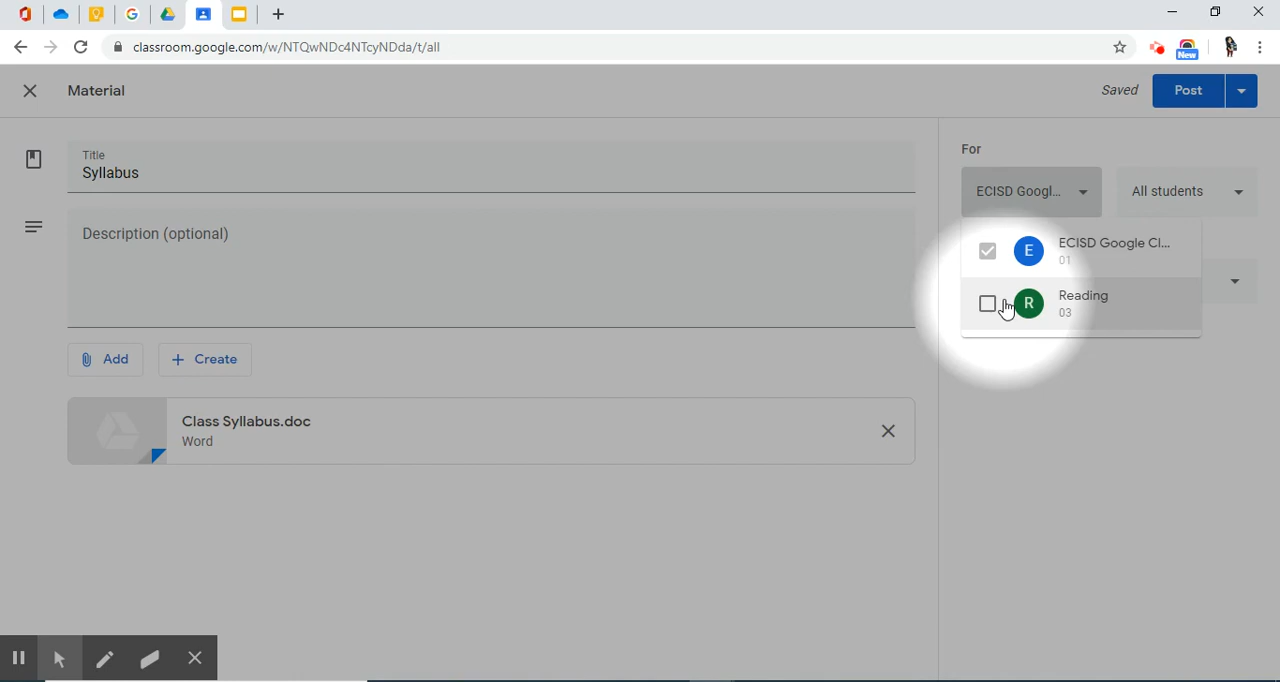 New
classroom.google.com/w/NTQwNDc4NTcyNDda/t/all
Material
Saved
Post
Title
Syllabus
For
ECISD Googl...
All students
Description (optional)
E
ECISD Google Cl...
01
R
Reading
03
Add
Create
Class Syllabus.doc
Word